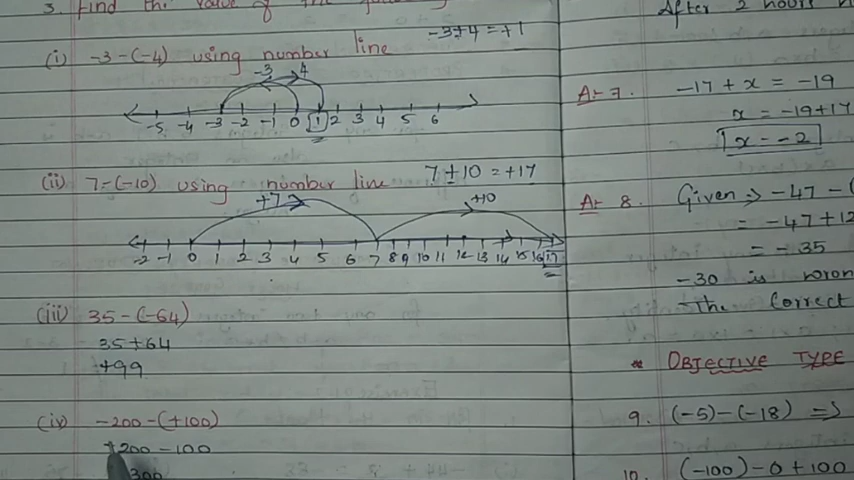 3. Find the value of the
(i) -3-(-4) using number line
-3+4 = +1
-3 4
-5 -4 -3 -2 -1 0 1 2 3 4 5 6
(ii) 7-(-10) using number line
7+10 = +17
+7 +10
-2 -1 0 1 2 3 4 5 6 7 8 9 10 11 12 13 14 15 16 17
(iii) 35-(-64)
35+64
+99
(iv) -200-(+100)
200-100
300
After 2 hours
A- 7. -17 + x = -19
x = -19+17
x = -2
A- 8. Given => -47 - (
= -47+12
= -35
-30 is wron
The Correct
* OBJECTIVE TYPE
9. (-5)-(-18) =>
10. (-100)-0+100